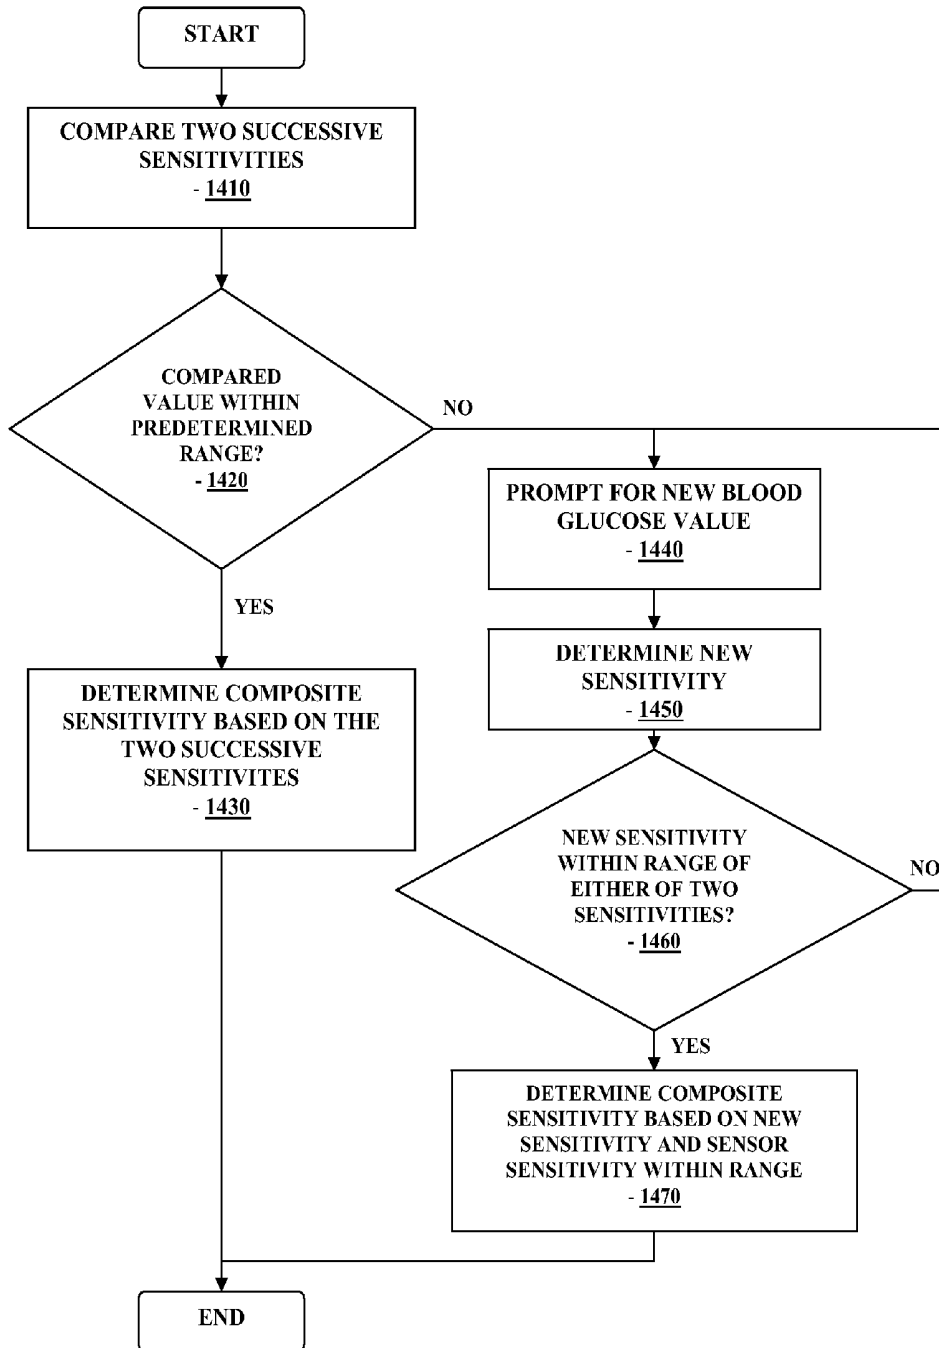 START
COMPARE TWO SUCCESSIVE
SENSITIVITIES
- 1410
COMPARED
VALUE WITHIN
PREDETERMINED
RANGE?
- 1420
NO
YES
PROMPT FOR NEW BLOOD
GLUCOSE VALUE
- 1440
DETERMINE NEW
SENSITIVITY
- 1450
DETERMINE COMPOSITE
SENSITIVITY BASED ON THE
TWO SUCCESSIVE
SENSITIVITES
- 1430
NEW SENSITIVITY
WITHIN RANGE OF
EITHER OF TWO
SENSITIVITIES?
- 1460
NO
YES
DETERMINE COMPOSITE
SENSITIVITY BASED ON NEW
SENSITIVITY AND SENSOR
SENSITIVITY WITHIN RANGE
- 1470
END